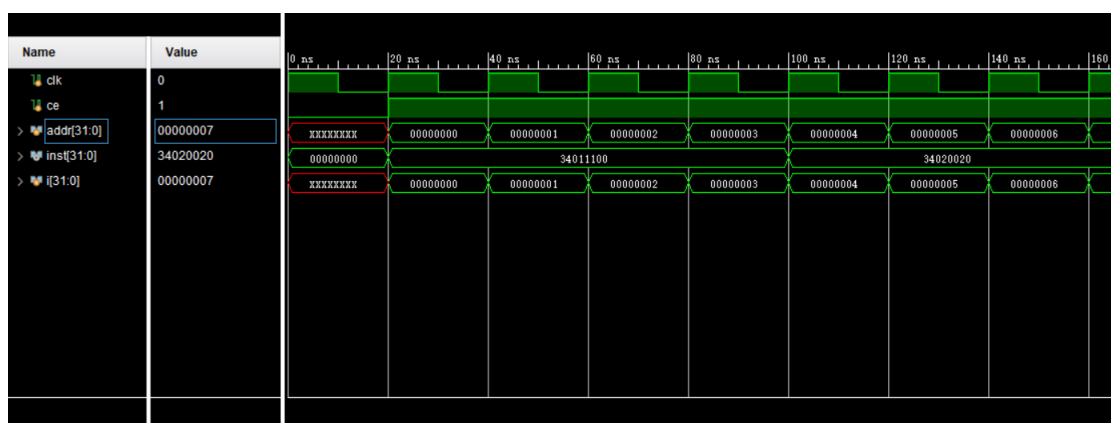 Name Value
0 ns 20 ns 40 ns 60 ns 80 ns 100 ns 120 ns 140 ns 160
clk 0
ce 1
addr[31:0] 00000007 XXXXXXXX 00000000 00000001 00000002 00000003 00000004 00000005 00000006
inst[31:0] 34020020 00000000 34011100 34020020
i[31:0] 00000007 XXXXXXXX 00000000 00000001 00000002 00000003 00000004 00000005 00000006